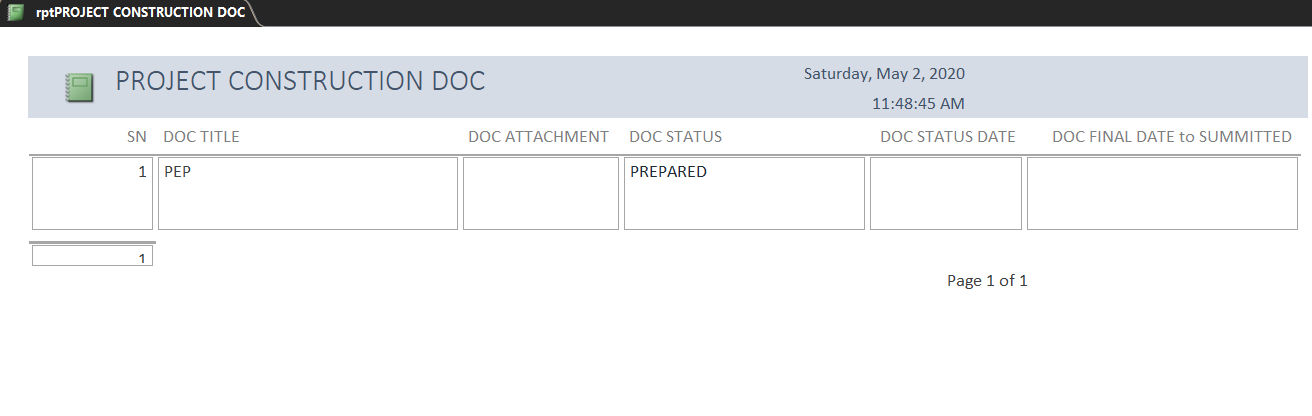 rptPROJECT CONSTRUCTION DOC
PROJECT CONSTRUCTION DOC
Saturday, May 2, 2020
11:48:45 AM
SN DOC TITLE DOC ATTACHMENT DOC STATUS DOC STATUS DATE DOC FINAL DATE to SUMMITTED
1 PEP PREPARED
1
Page 1 of 1